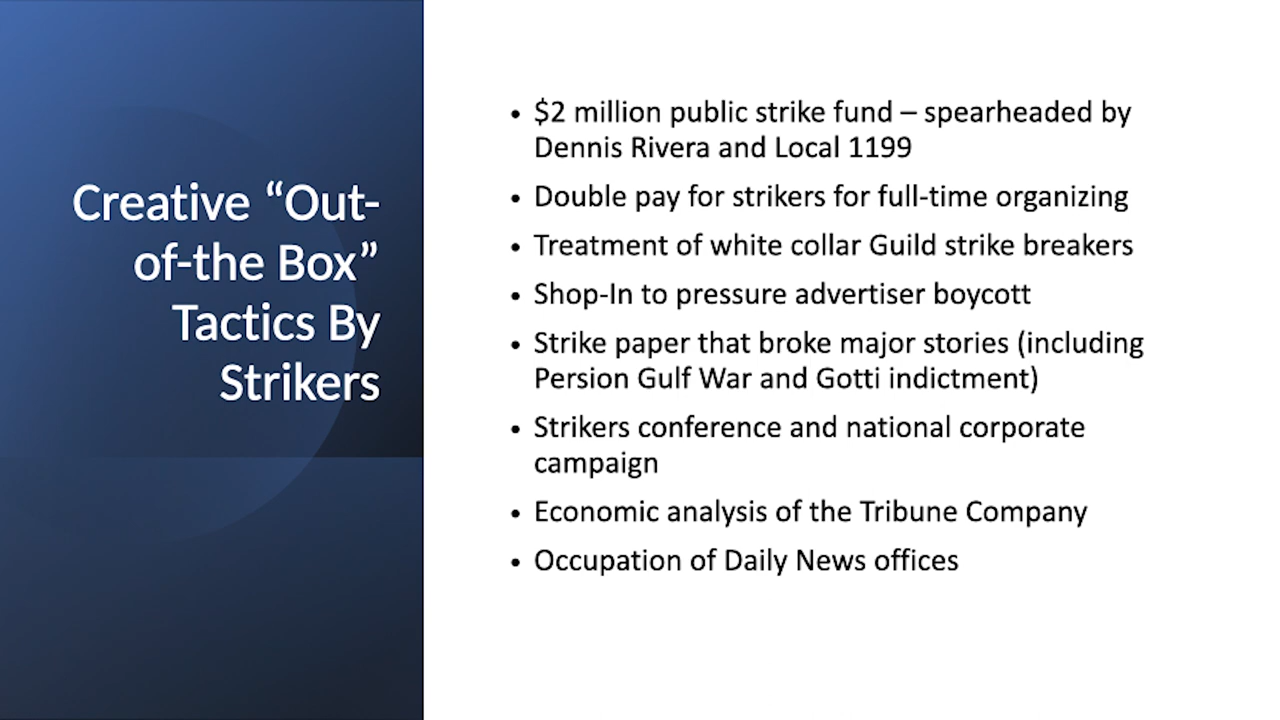 Creative “Out-
of-the Box”
Tactics By
Strikers
• $2 million public strike fund – spearheaded by
Dennis Rivera and Local 1199
• Double pay for strikers for full-time organizing
• Treatment of white collar Guild strike breakers
• Shop-In to pressure advertiser boycott
• Strike paper that broke major stories (including
Persion Gulf War and Gotti indictment)
• Strikers conference and national corporate
campaign
• Economic analysis of the Tribune Company
• Occupation of Daily News offices